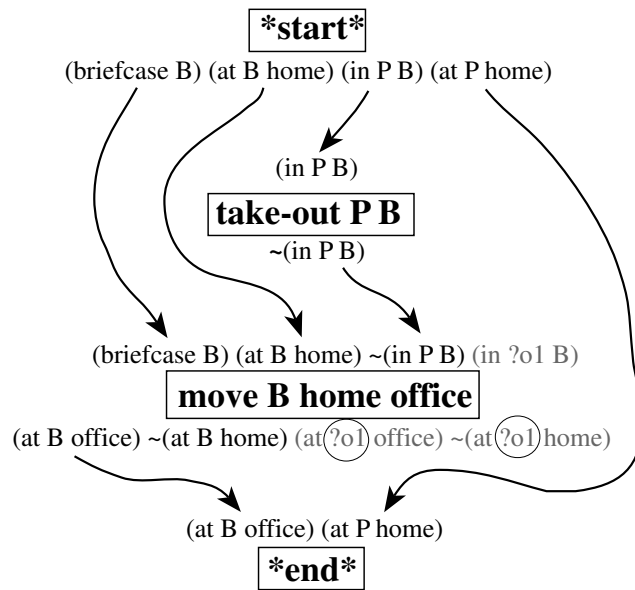 *start*
(briefcase B) (at B home) (in P B) (at P home)
(in P B)
take-out P B
~(in P B)
(briefcase B) (at B home) ~(in P B) (in ?o1 B)
move B home office
(at B office) ~(at B home) (at ?o1 office) ~(at ?o1 home)
(at B office) (at P home)
*end*